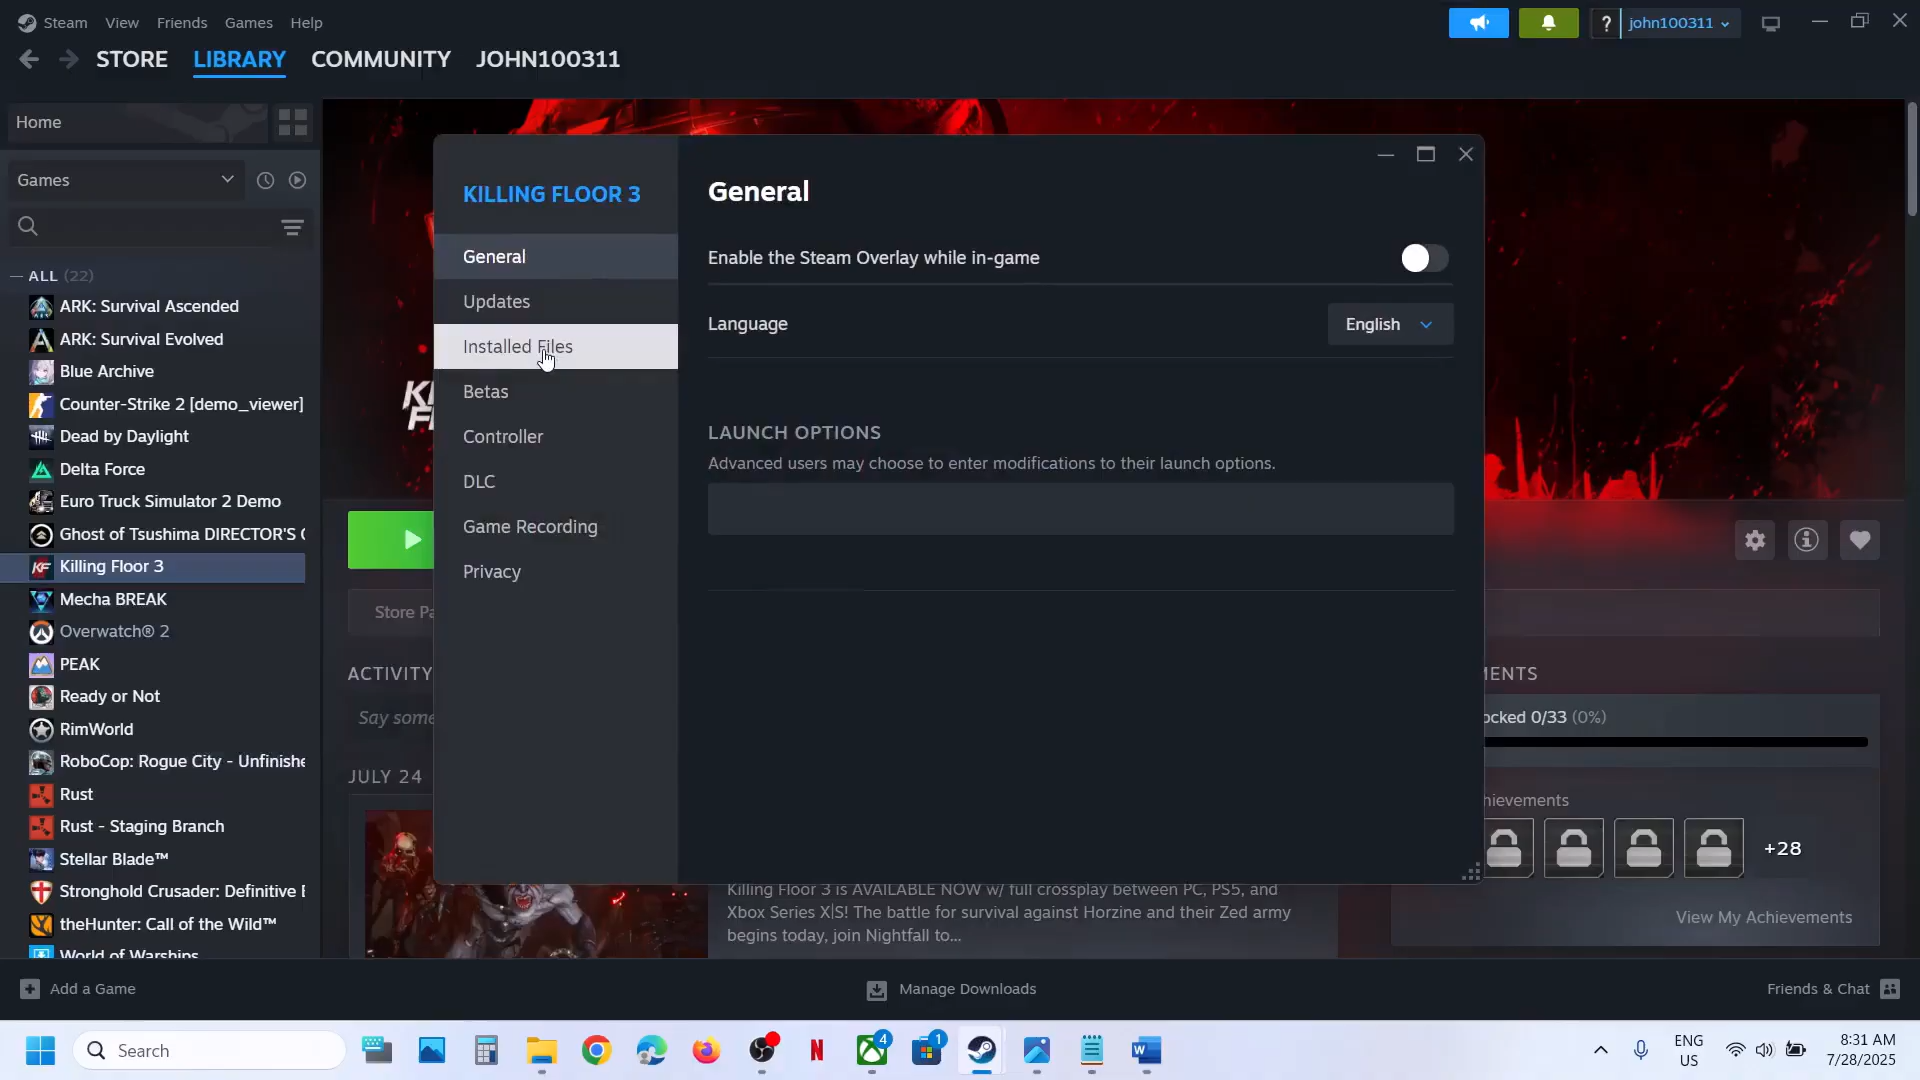 Steam View Friends Games Help
john100311
STORE LIBRARY COMMUNITY JOHN100311
Home
Games
ALL (22)
ARK: Survival Ascended
ARK: Survival Evolved
Blue Archive
Counter-Strike 2 [demo_viewer]
Dead by Daylight
Delta Force
Euro Truck Simulator 2 Demo
Ghost of Tsushima DIRECTOR'S C
Killing Floor 3
Mecha BREAK
Overwatch® 2
PEAK
Ready or Not
RimWorld
RoboCop: Rogue City - Unfinishe
Rust
Rust - Staging Branch
Stellar Blade™
Stronghold Crusader: Definitive E
theHunter: Call of the Wild™
World of Warships
KILLING FLOOR 3
General
Updates
Installed Files
Betas
Controller
DLC
Game Recording
Privacy
General
Enable the Steam Overlay while in-game
Language
English
LAUNCH OPTIONS
Advanced users may choose to enter modifications to their launch options.
Store Pa
ACTIVITY
Say some
JULY 24
Killing Floor 3 is AVAILABLE NOW w/ full crossplay between PC, PS5, and
Xbox Series X|S! The battle for survival against Horzine and their Zed army
begins today, join Nightfall to...
MENTS
ocked 0/33 (0%)
hievements
+28
View My Achievements
Add a Game
Manage Downloads
Friends & Chat
Search
4
1
ENG
US
8:31 AM
7/28/2025